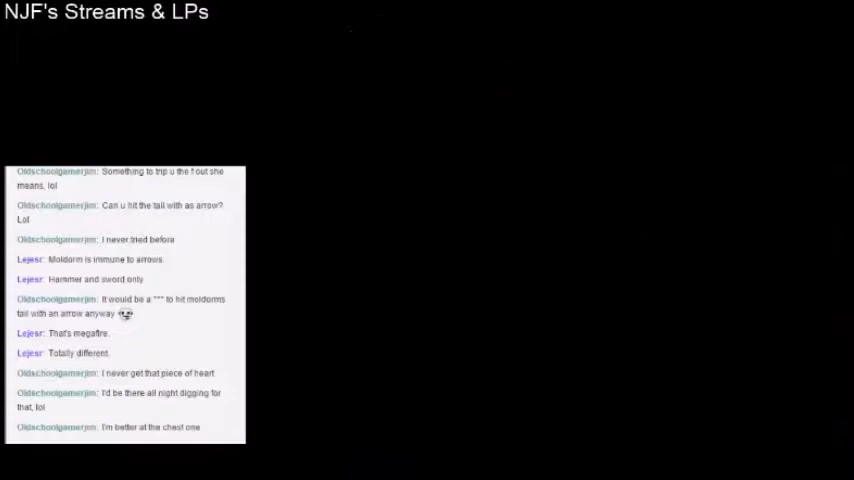 NJF's Streams & LPs
Oldschoolgamerjim: Something to trip u the f out she
means, lol
Oldschoolgamerjim: Can u hit the tail with as arrow?
Lol
Oldschoolgamerjim: I never tried before
Lejesr: Moldorm is immune to arrows.
Lejesr: Hammer and sword only
Oldschoolgamerjim: It would be a *** to hit moldorms
tail with an arrow anyway
Lejesr: That's megafire.
Lejesr: Totally different.
Oldschoolgamerjim: I never get that piece of heart
Oldschoolgamerjim: I'd be there all night digging for
that, lol
Oldschoolgamerjim: I'm better at the chest one